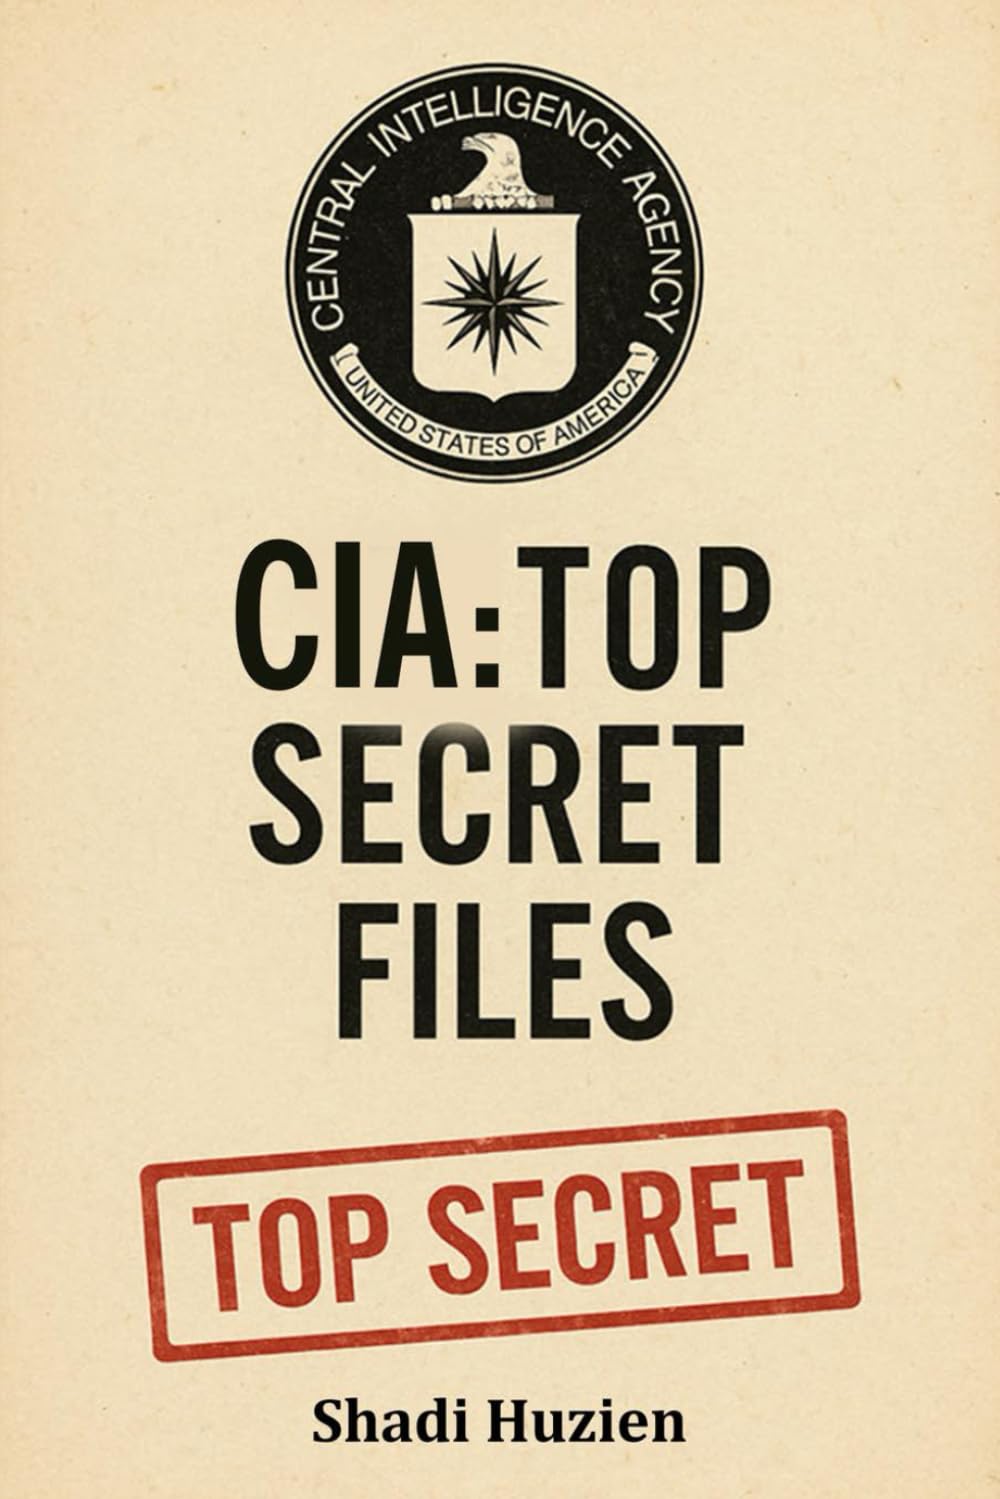 CENTRAL INTELLIGENCE AGENCY
UNITED STATES OF AMERICA
CIA: TOP
SECRET
FILES
TOP SECRET
Shadi Huzien